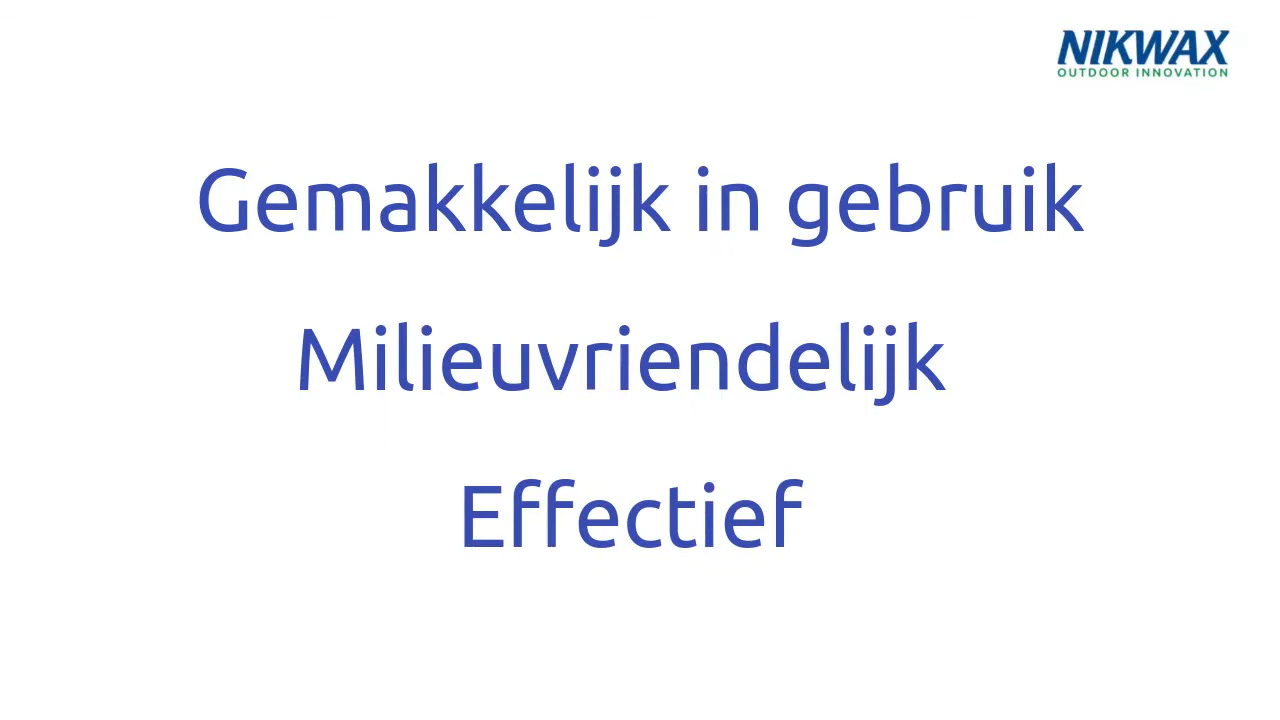 NIKWAX
OUTDOOR INNOVATION
Gemakkelijk in gebruik
Milieuvriendelijk
Effectief